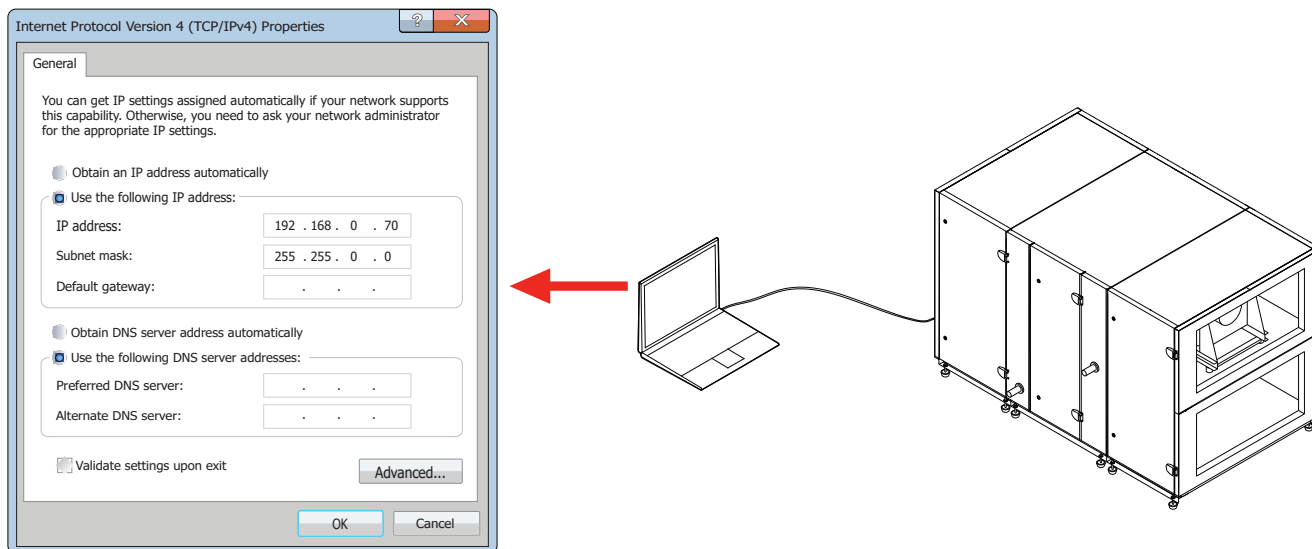 Internet Protocol Version 4 (TCP/IPv4) Properties
General
You can get IP settings assigned automatically if your network supports
this capability. Otherwise, you need to ask your network administrator
for the appropriate IP settings.
Obtain an IP address automatically
Use the following IP address:
IP address: 192 . 168 . 0 . 70
Subnet mask: 255 . 255 . 0 . 0
Default gateway: . . .
Obtain DNS server address automatically
Use the following DNS server addresses:
Preferred DNS server: . . .
Alternate DNS server: . . .
Validate settings upon exit
Advanced...
OK Cancel